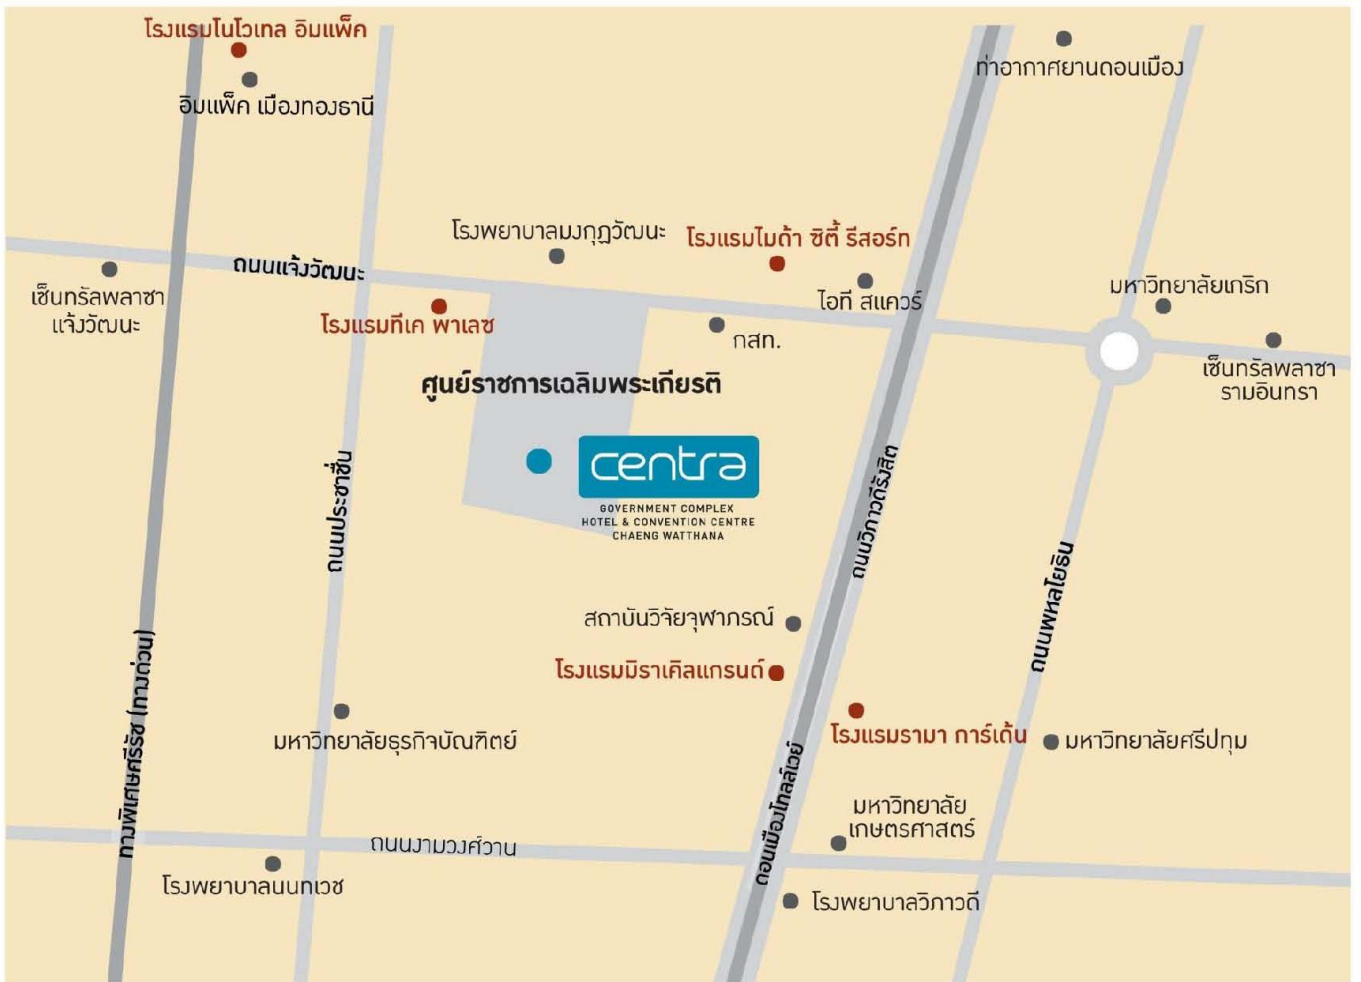 โรงแรมโนโวเทล อิมแพ็ค
อิมแพ็ค เมืองทองธานี
ท่าอากาศยานดอนเมือง
โรงพยาบาลมงกุฎวัฒนะ
โรงแรมไมด้า ซิตี้ รีสอร์ท
ถนนแจ้งวัฒนะ
เซ็นทรัลพลาซา
แจ้งวัฒนะ
โรงแรมทีเค พาเลซ
ไอที สแควร์
กสท.
มหาวิทยาลัยเกริก
เซ็นทรัลพลาซา
รามอินทรา
ศูนย์ราชการเฉลิมพระเกียรติ
centra
GOVERNMENT COMPLEX
HOTEL & CONVENTION CENTRE
CHAENG WATTHANA
ถนนประชาชื่น
ถนนวิภาวดีรังสิต
ถนนพหลโยธิน
สถาบันวิจัยจุฬาภรณ์
โรงแรมมิราเคิลแกรนด์
ทางพิเศษศรีรัช (ทางด่วน)
มหาวิทยาลัยธุรกิจบัณฑิตย์
โรงแรมรามา การ์เด้น
มหาวิทยาลัยศรีปทุม
ดอนเมืองโทลล์เวย์
มหาวิทยาลัย
เกษตรศาสตร์
ถนนงามวงศ์วาน
โรงพยาบาลนนทเวช
โรงพยาบาลวิภาวดี